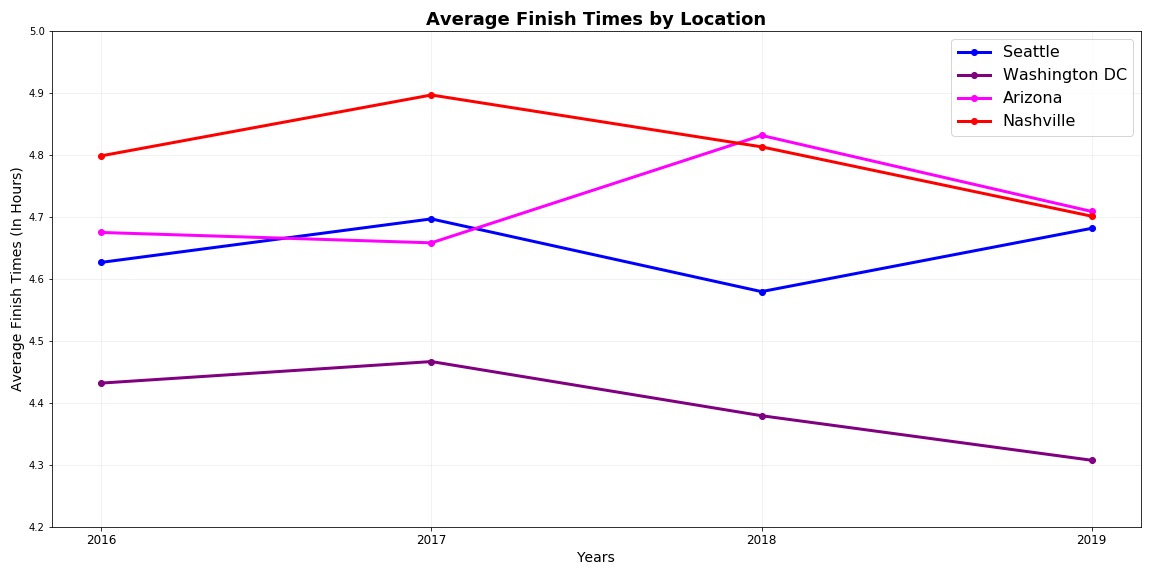 Average Finish Times by Location
Seattle
Washington DC
Arizona
Nashville
Average Finish Times (In Hours)
5.0
4.9
4.8
4.7
4.6
4.5
4.4
4.3
4.2
2016
2017
2018
2019
Years